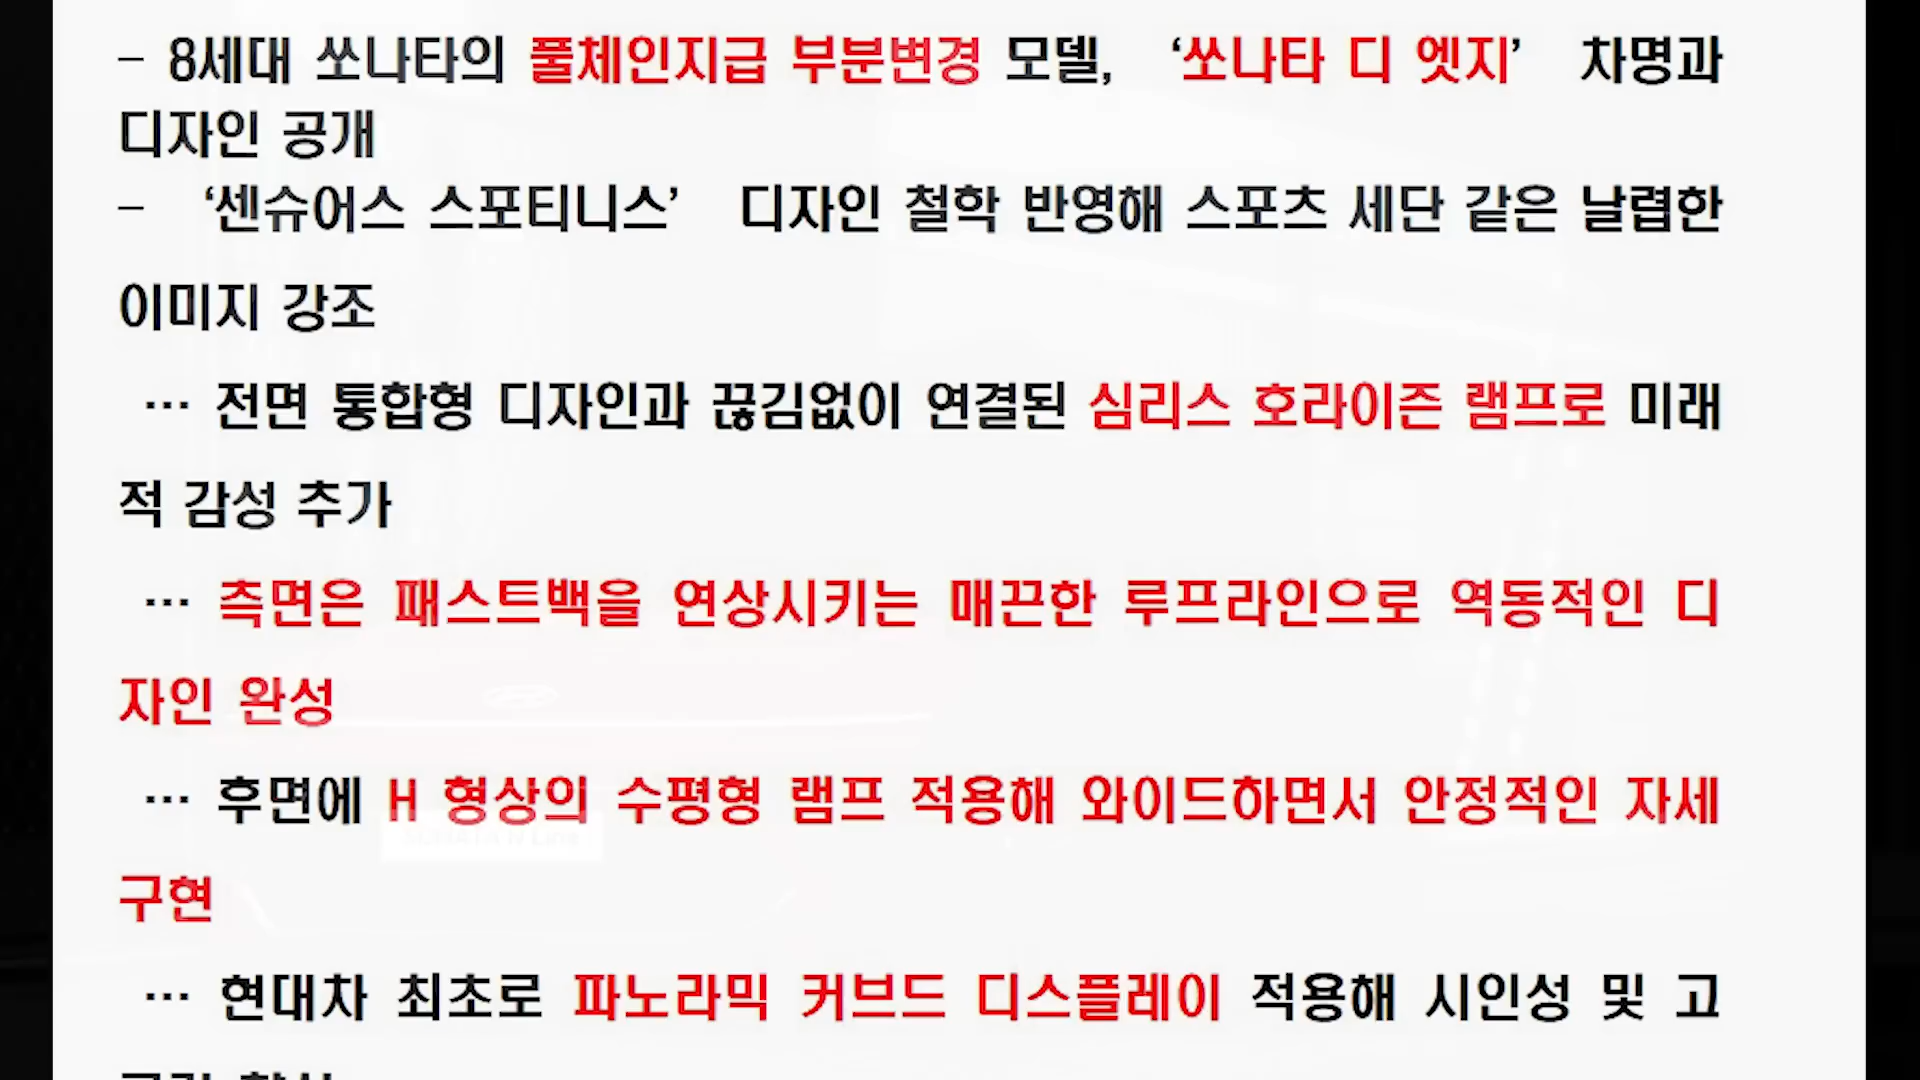 - 8세대 쏘나타의 풀체인지급 부분변경 모델, ‘쏘나타 디 엣지’ 차명과
디자인 공개
- ‘센슈어스 스포티니스’ 디자인 철학 반영해 스포츠 세단 같은 날렵한
이미지 강조
… 전면 통합형 디자인과 끊김없이 연결된 심리스 호라이즌 램프로 미래
적 감성 추가
… 측면은 패스트백을 연상시키는 매끈한 루프라인으로 역동적인 디
자인 완성
… 후면에 H 형상의 수평형 램프 적용해 와이드하면서 안정적인 자세
구현
… 현대차 최초로 파노라믹 커브드 디스플레이 적용해 시인성 및 고